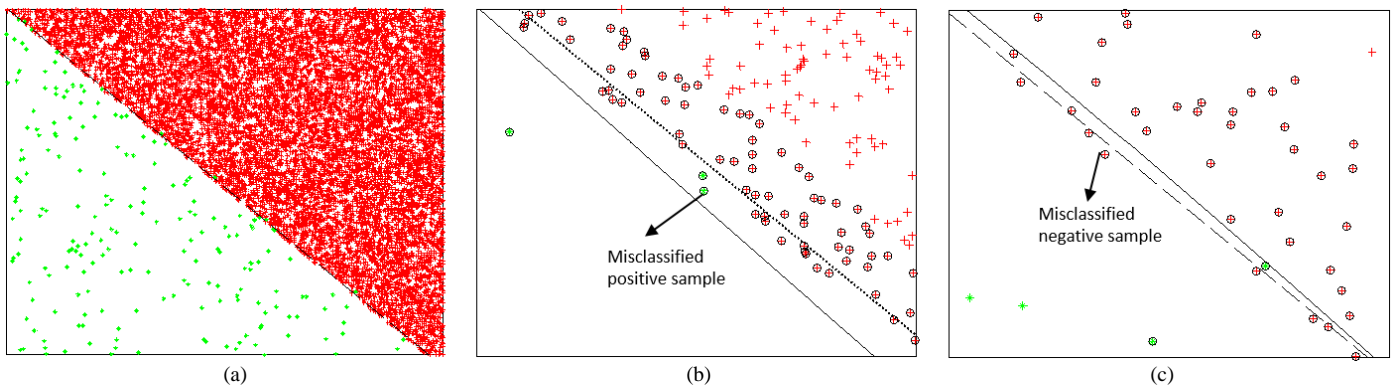 Misclassified
positive sample
Misclassified
negative sample
(a)
(b)
(c)